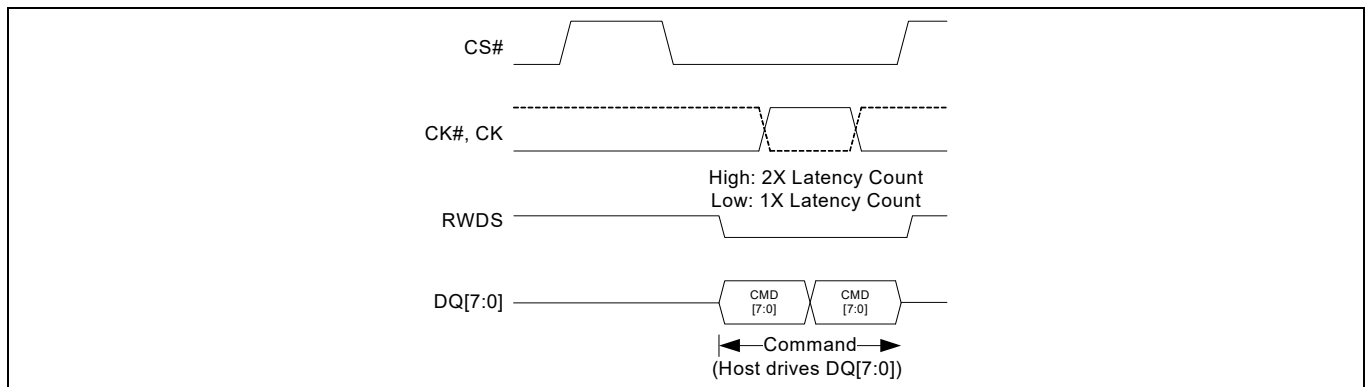 CS#
CK#, CK
High: 2X Latency Count
Low: 1X Latency Count
RWDS
DQ[7:0]
CMD
[7:0]
CMD
[7:0]
Command
(Host drives DQ[7:0])